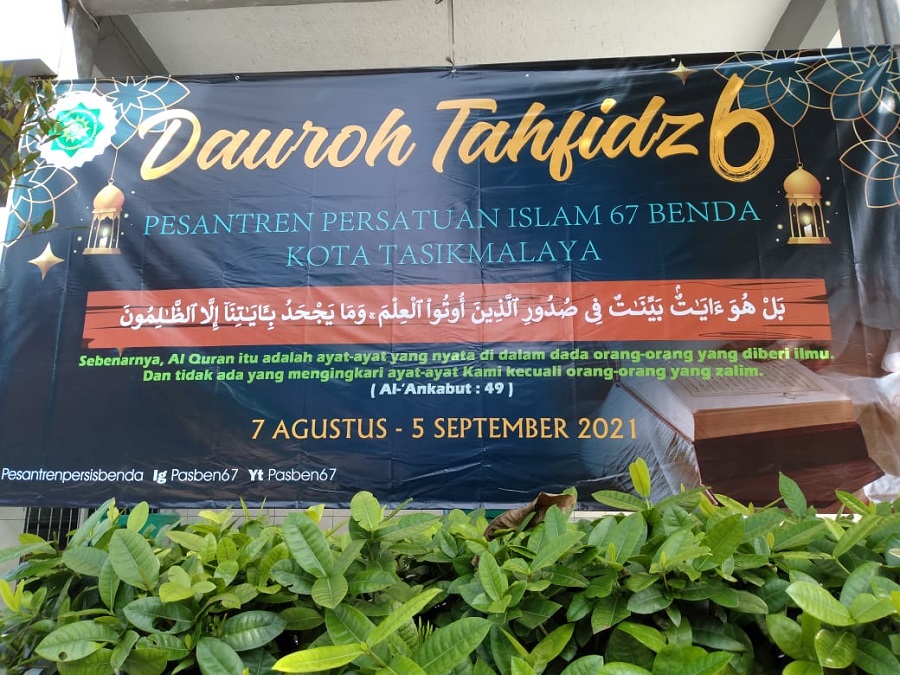 Dauroh Tahfidz 6
PESANTREN PERSATUAN ISLAM 67 BENDA
KOTA TASIKMALAYA
بَلْ هُوَ ءَايَٰتٌۢ بَيِّنَٰتٌ فِى صُدُورِ ٱلَّذِينَ أُوتُوا۟ ٱلْعِلْمَ ۚ وَمَا يَجْحَدُ بِـَٔايَٰتِنَآ إِلَّا ٱلظَّٰلِمُونَ
Sebenarnya, Al Quran itu adalah ayat-ayat yang nyata di dalam dada orang-orang yang diberi ilmu.
Dan tidak ada yang mengingkari ayat-ayat Kami kecuali orang-orang yang zalim.
( Al-'Ankabut : 49 )
7 AGUSTUS - 5 SEPTEMBER 2021
Pesantrenpersisbenda Ig Pasben67 Yt Pasben67